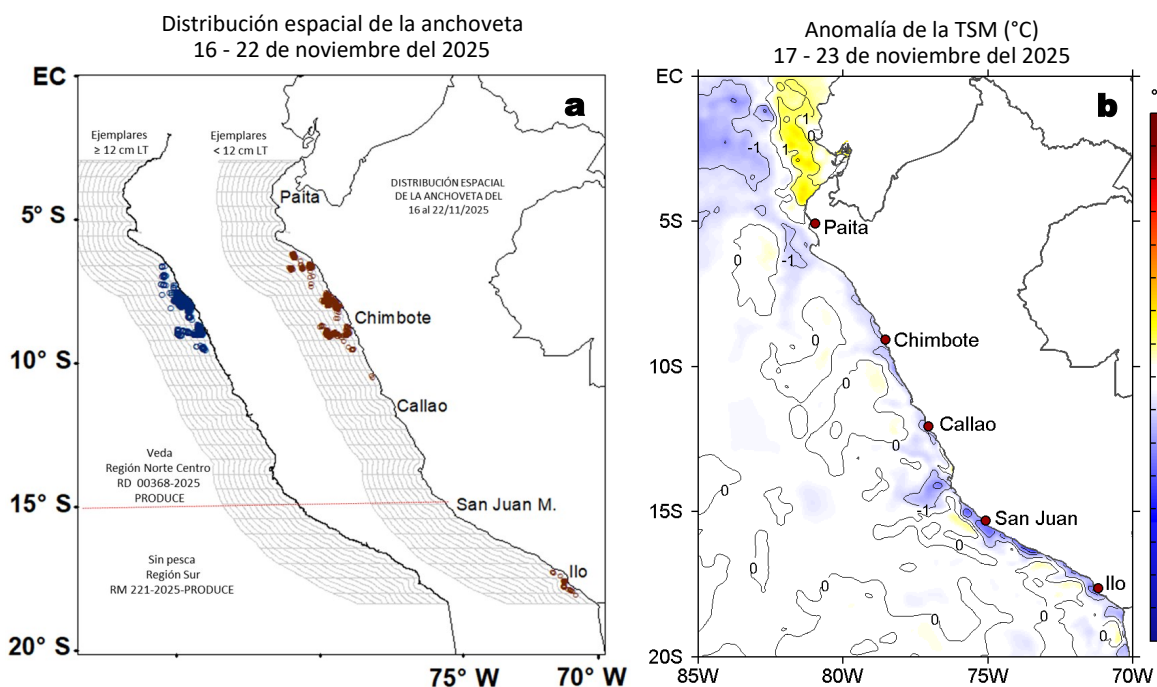 Distribución espacial de la anchoveta
16 - 22 de noviembre del 2025
a
EC
5° S
10° S
15° S
20° S
75° W
70° W
Ejemplares
≥ 12 cm LT
Ejemplares
< 12 cm LT
DISTRIBUCIÓN ESPACIAL
DE LA ANCHOVETA DEL
16 al 22/11/2025
Paita
Chimbote
Callao
San Juan M.
Ilo
Veda
Región Norte Centro
RD 00368-2025
PRODUCE
Sin pesca
Región Sur
RM 221-2025-PRODUCE
Anomalía de la TSM (°C)
17 - 23 de noviembre del 2025
b
°
EC
5S
10S
15S
20S
85W
80W
75W
70W
1
0
-1
1
Paita
0
-1
Chimbote
0
0
Callao
0
0
-1
San Juan
0
0
0
Ilo
0
0
0